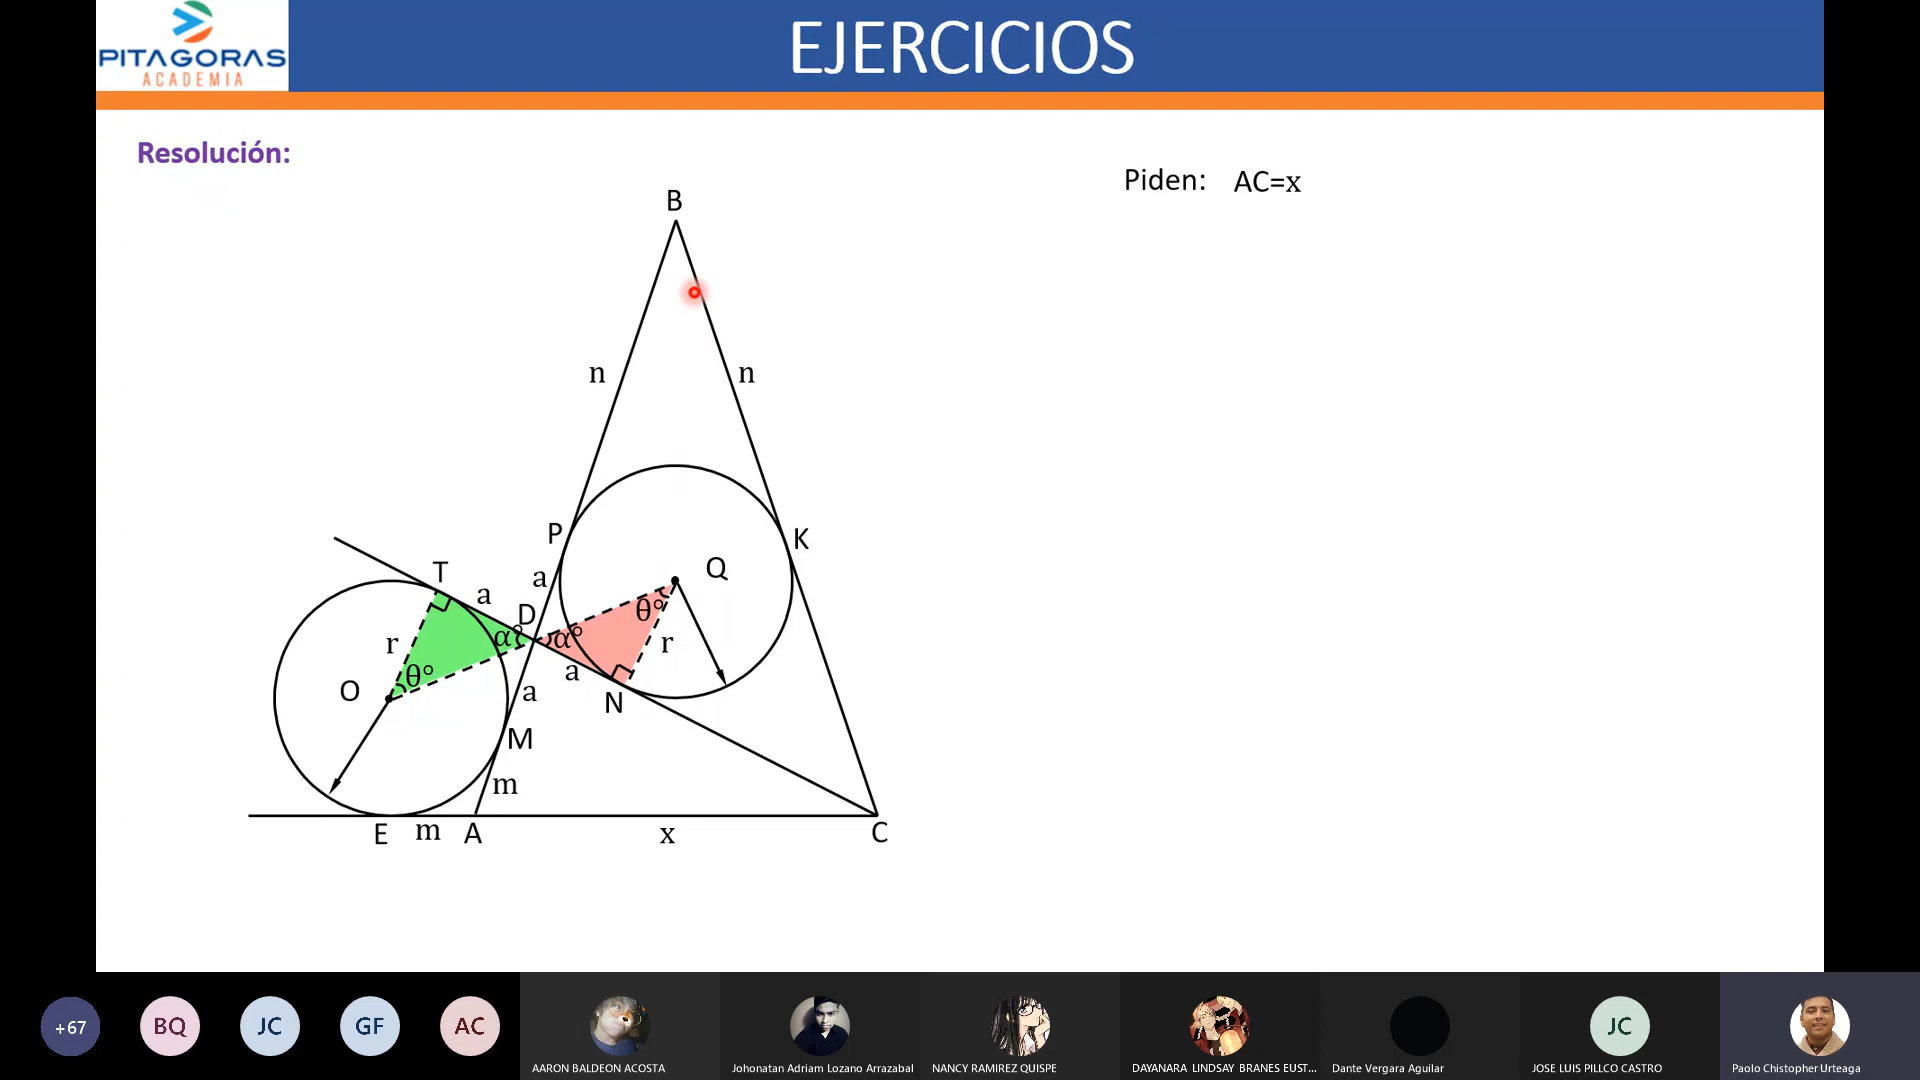 PITAGORAS
ACADEMIA
EJERCICIOS
Resolución:
Piden: AC=x
B
n n
P K
T a a D Q
θ°
r α° α° r
O θ° a a N
M
m
E m A x C
+67
BQ
JC
GF
AC
AARON BALDEON ACOSTA
Johonatan Adriam Lozano Arrazabal
NANCY RAMIREZ QUISPE
DAYANARA LINDSAY BRANES EUST...
Dante Vergara Aguilar
JC
JOSE LUIS PILLCO CASTRO
Paolo Chistopher Urteaga